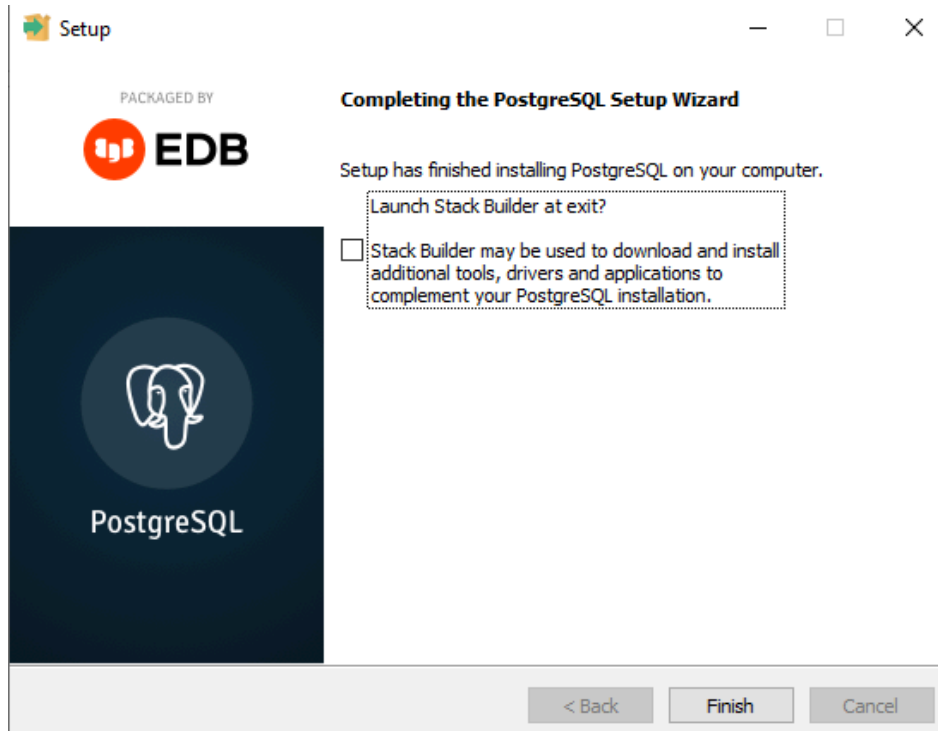 Setup
PACKAGED BY
EDB
Completing the PostgreSQL Setup Wizard
Setup has finished installing PostgreSQL on your computer.
Launch Stack Builder at exit?
Stack Builder may be used to download and install
additional tools, drivers and applications to
complement your PostgreSQL installation.
PostgreSQL
< Back
Finish
Cancel